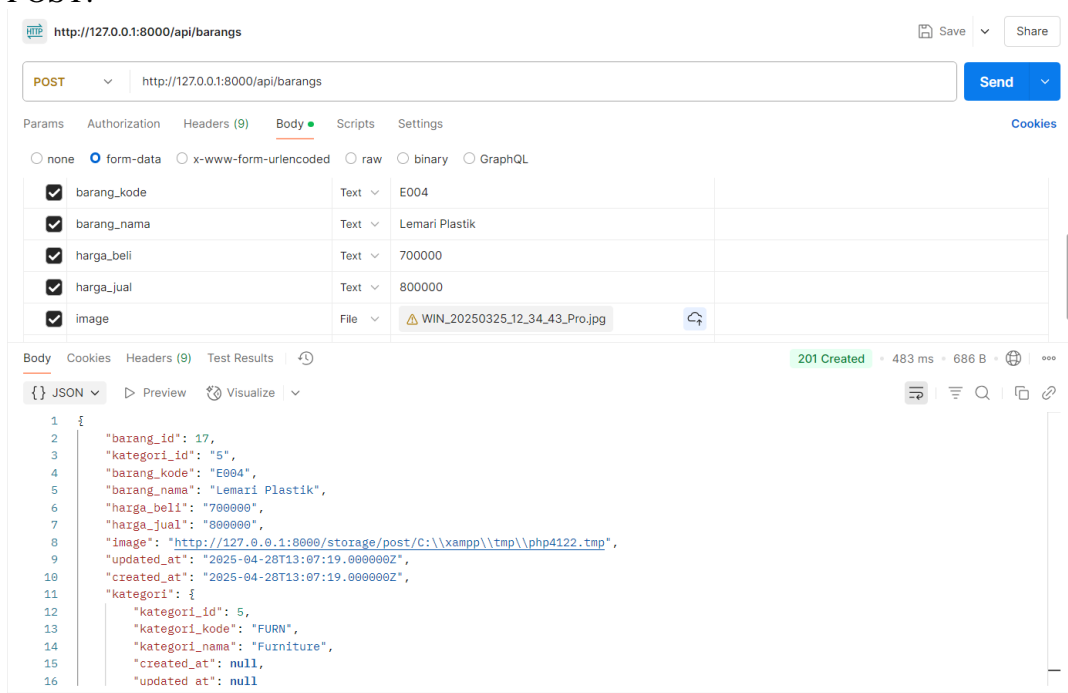 POST:
HTTP http://127.0.0.1:8000/api/barangs Save Share
POST http://127.0.0.1:8000/api/barangs Send
Params Authorization Headers (9) Body Scripts Settings Cookies
none form-data x-www-form-urlencoded raw binary GraphQL
barang_kode Text E004
barang_nama Text Lemari Plastik
harga_beli Text 700000
harga_jual Text 800000
image File WIN_20250325_12_34_43_Pro.jpg
Body Cookies Headers (9) Test Results 201 Created • 483 ms • 686 B •
{} JSON Preview Visualize
1 {
2 "barang_id": 17,
3 "kategori_id": "5",
4 "barang_kode": "E004",
5 "barang_nama": "Lemari Plastik",
6 "harga_beli": "700000",
7 "harga_jual": "800000",
8 "image": "http://127.0.0.1:8000/storage/post/C:\\xampp\\tmp\\php4122.tmp",
9 "updated_at": "2025-04-28T13:07:19.000000Z",
10 "created_at": "2025-04-28T13:07:19.000000Z",
11 "kategori": {
12 "kategori_id": 5,
13 "kategori_kode": "FURN",
14 "kategori_nama": "Furniture",
15 "created_at": null,
16 "updated_at": null